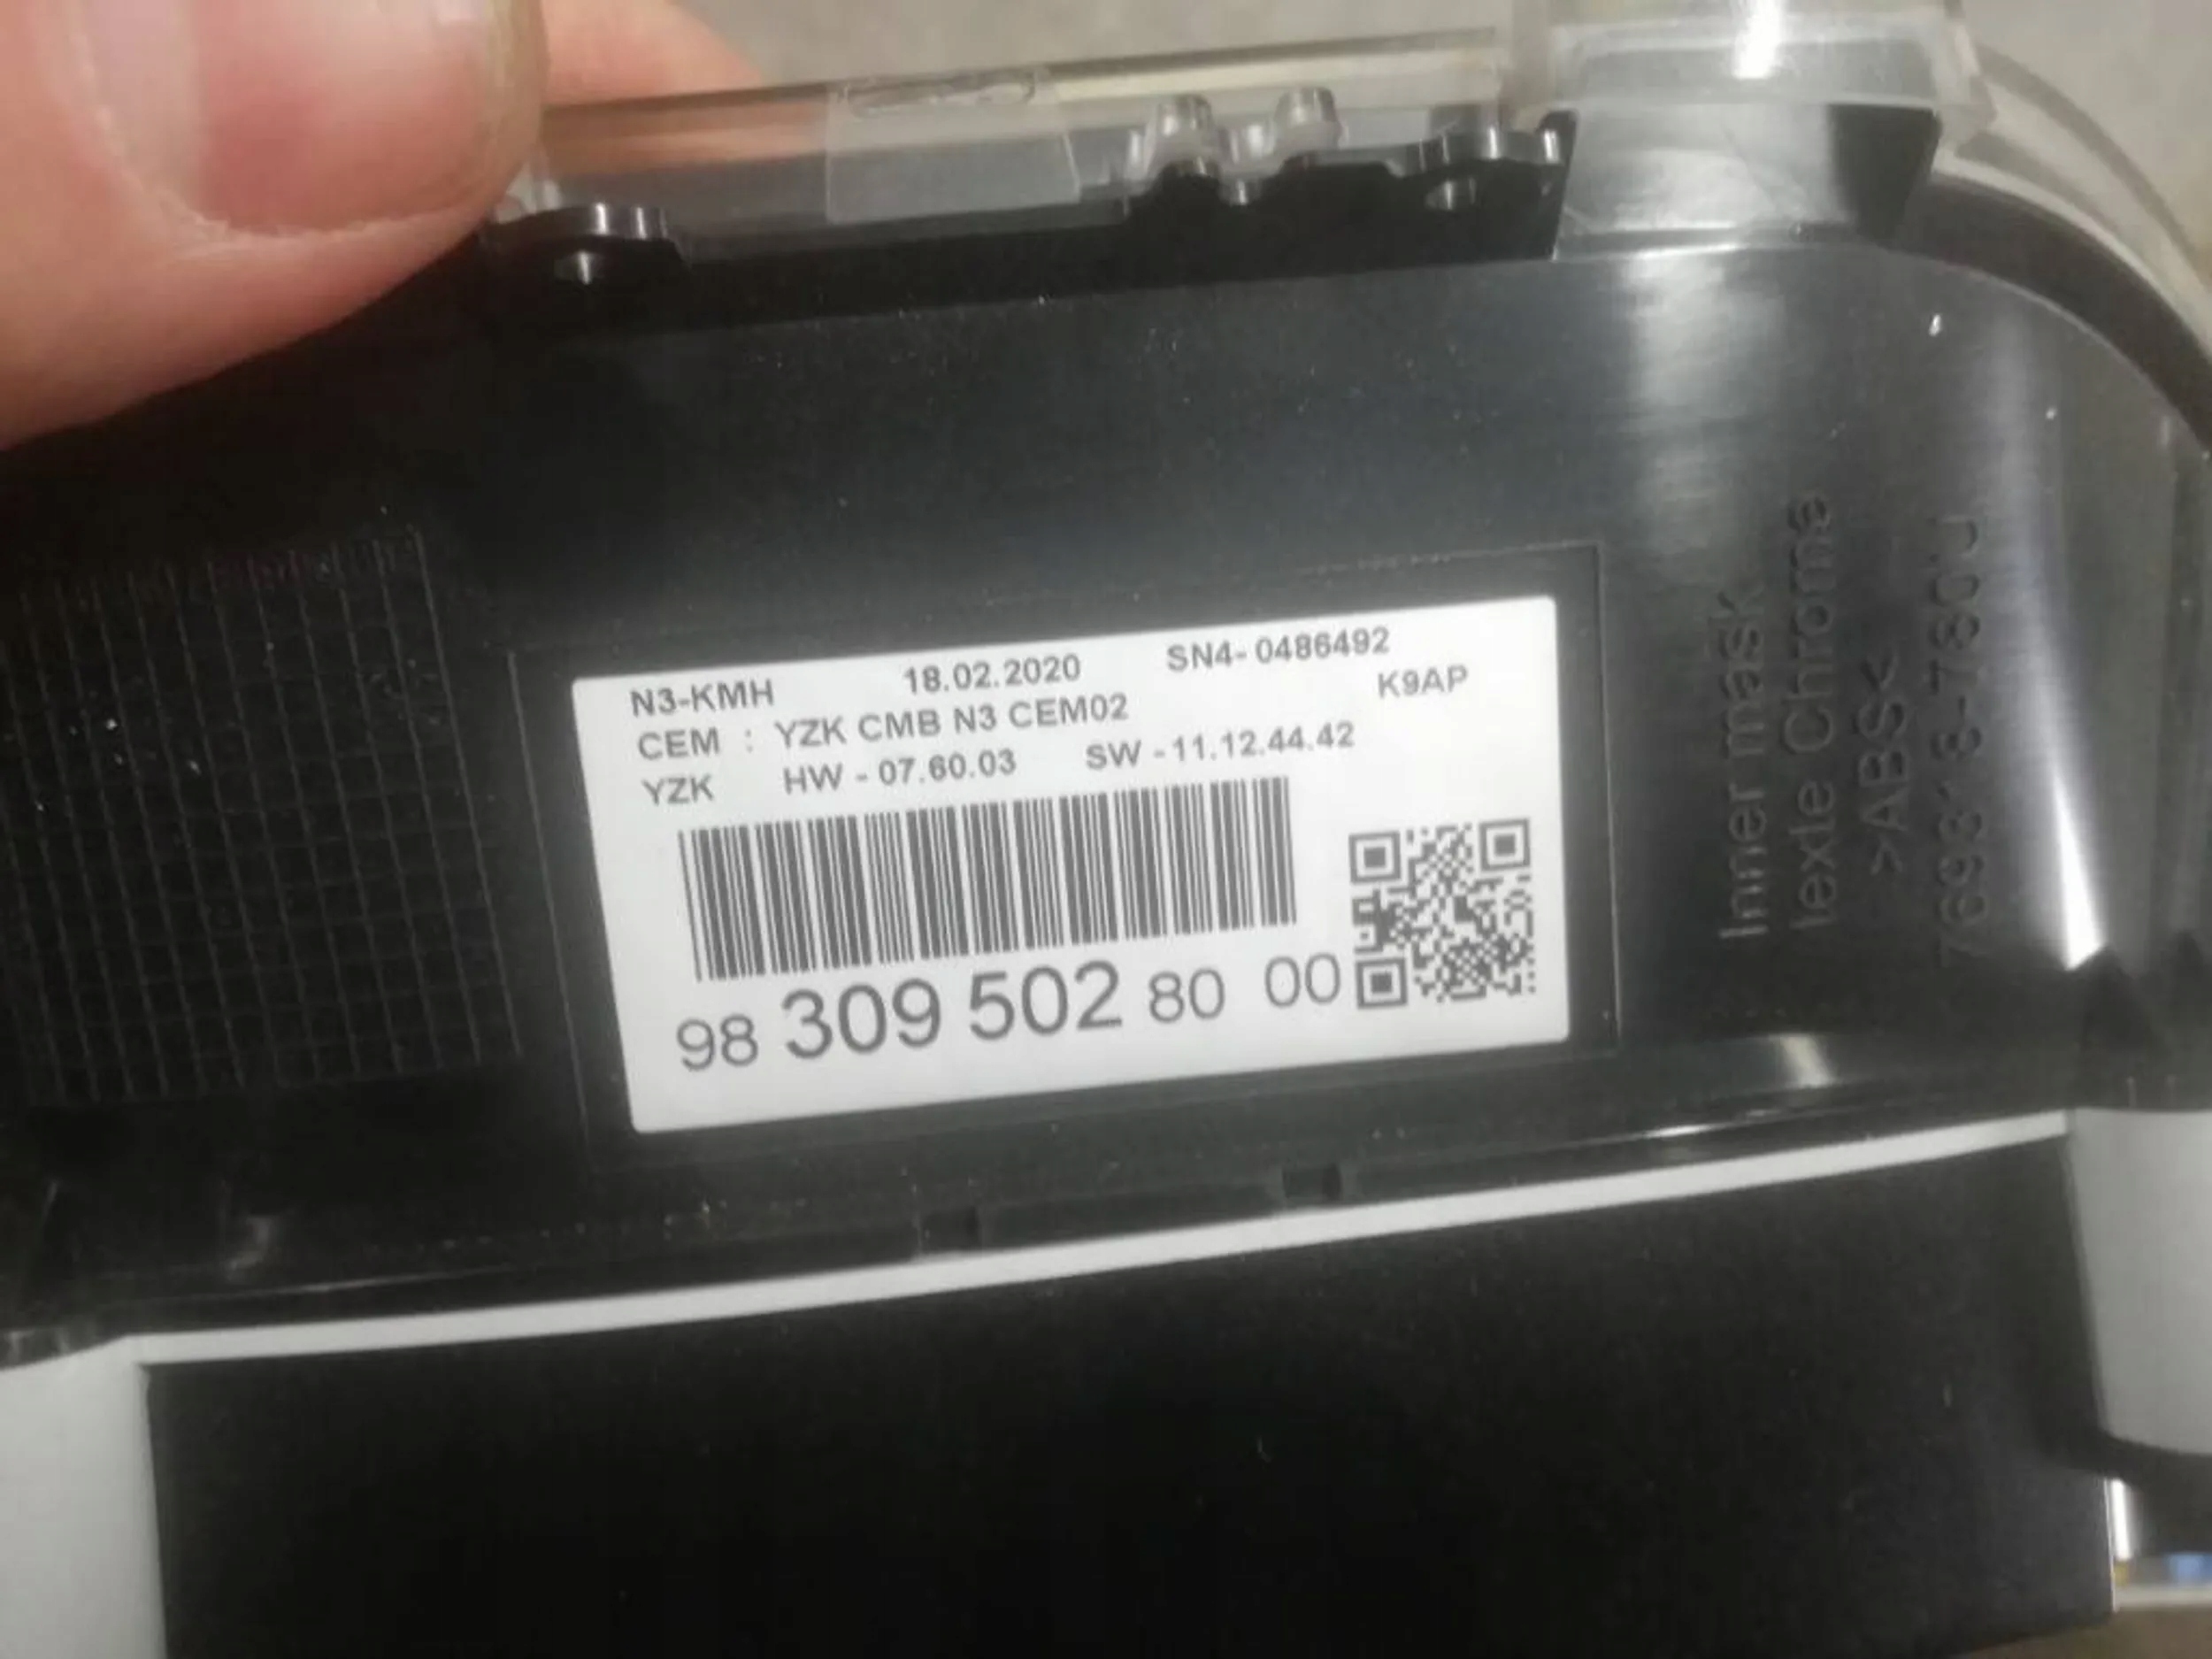 N3-KMH 18.02.2020 SN4-0486492
CEM : YZK CMB N3 CEM02 K9AP
YZK HW - 07.60.03 SW -11.12.44.42
98 309 502 80 00
Inner mask
lexie Chrome
>ABS<